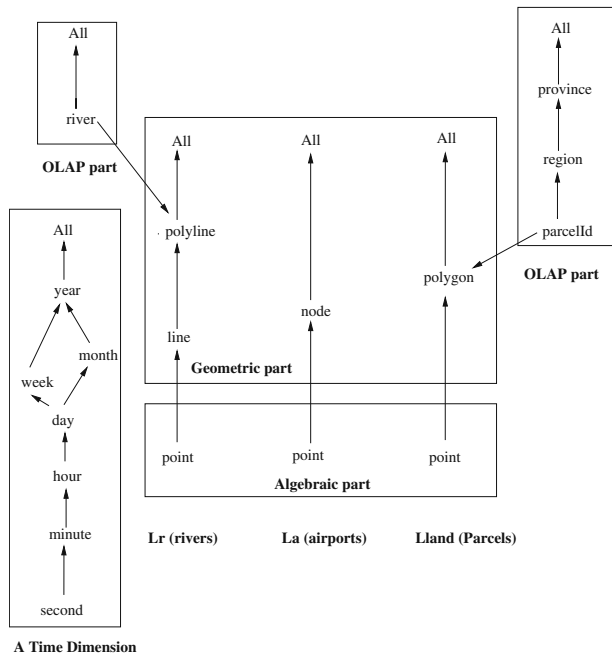 All
river
OLAP part
All
province
region
parcelId
OLAP part
All All All
polyline
polygon
node
line
Geometric part
point point point
Algebraic part
Lr (rivers) La (airports) Lland (Parcels)
All
year
month
week
day
hour
minute
second
A Time Dimension